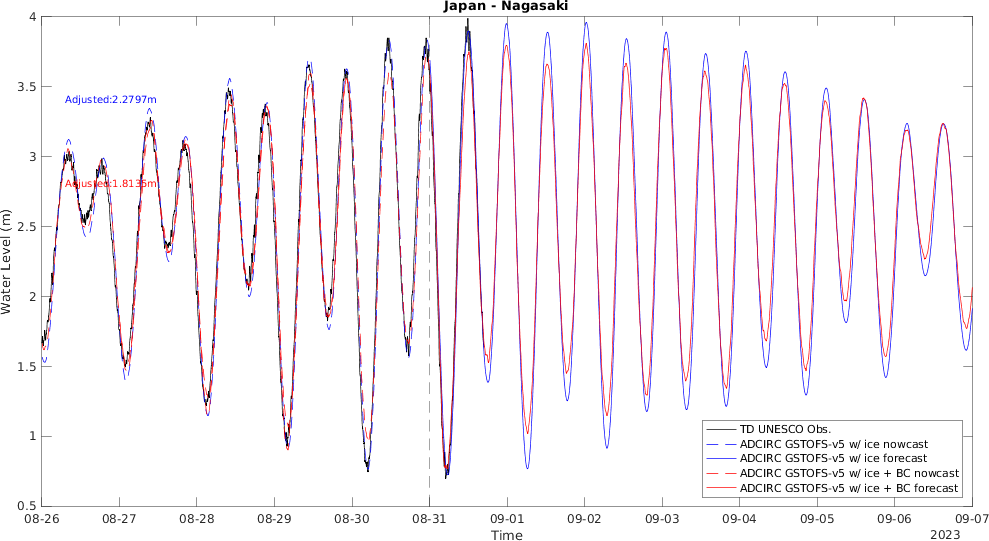 Japan - Nagasaki
4
3.5
3
2.5
2
1.5
1
0.5
Water Level (m)
Adjusted:2.2797m
Adjusted:1.8135m
TD UNESCO Obs.
ADCIRC GSTOFS-v5 w/ ice nowcast
ADCIRC GSTOFS-v5 w/ ice forecast
ADCIRC GSTOFS-v5 w/ ice + BC nowcast
ADCIRC GSTOFS-v5 w/ ice + BC forecast
08-26 08-27 08-28 08-29 08-30 08-31 09-01 09-02 09-03 09-04 09-05 09-06 09-07
Time
2023